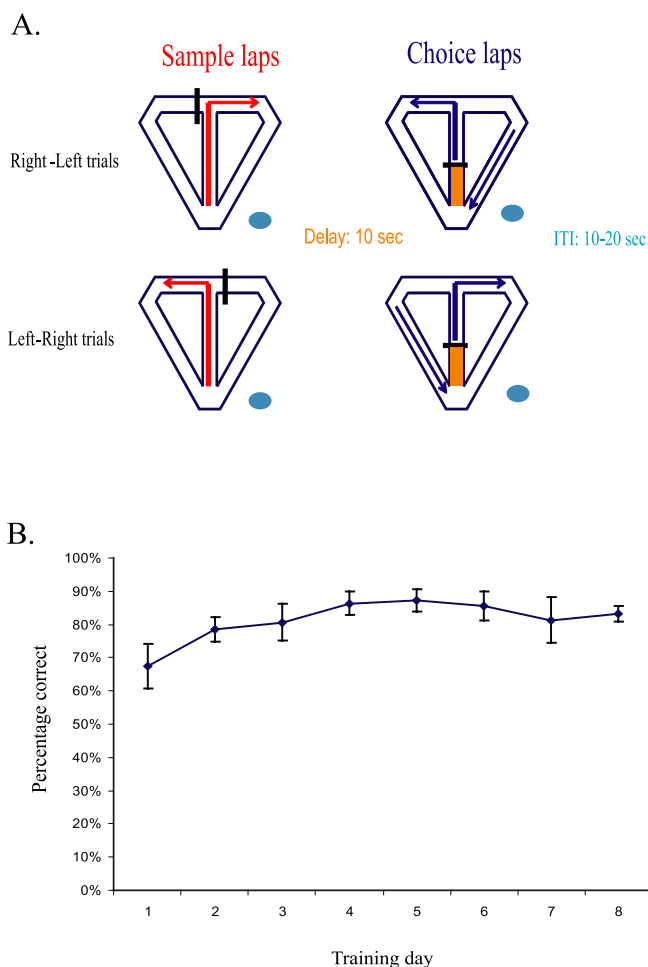 A.
Sample laps
Choice laps
Right -Left trials
Delay: 10 sec
ITI: 10-20 sec
Left-Right trials
B.
100%
90%
80%
70%
60%
50%
40%
30%
20%
10%
0%
Percentage correct
1 2 3 4 5 6 7 8
Training day